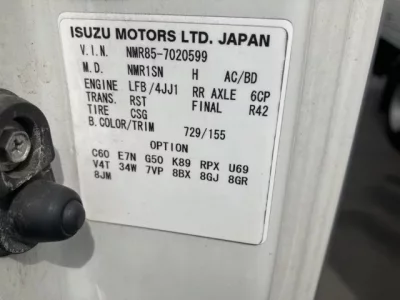 ISUZU MOTORS LTD. JAPAN
V.I.N. NMR85-7020599
M.D. NMR1SN H AC/BD
ENGINE LFB/4JJ1 RR AXLE 6CP
TRANS. RST FINAL R42
TIRE CSG
B.COLOR/TRIM 729/155
OPTION
C60 E7N G50 K89 RPX U69
V4T 34W 7VP 8BX 8GJ 8GR
8JM